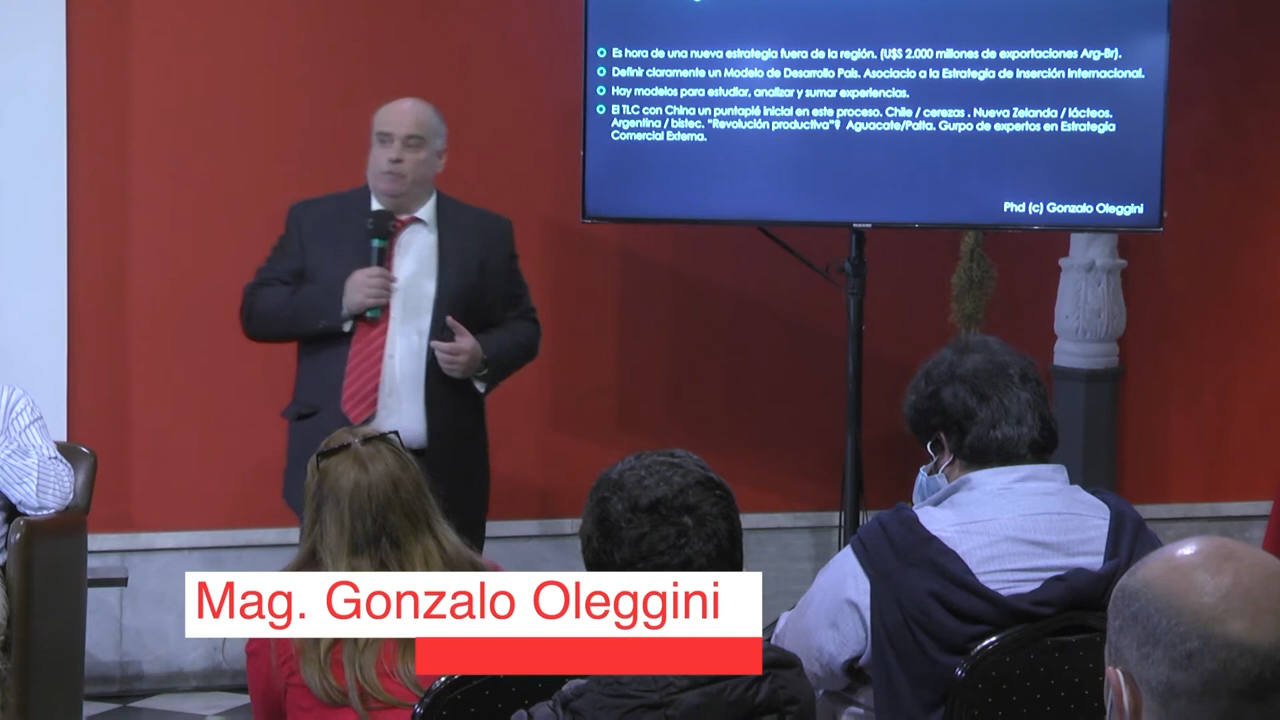 Es hora de una nueva estrategia fuera de la región. (U$S 2.000 millones de exportaciones Arg-Br).
Definir claramente un Modelo de Desarrollo País. Asociacio a la Estrategia de Inserción Internacional.
Hay modelos para estudiar, analizar y sumar experiencias.
El TLC con China un puntapié inicial en este proceso. Chile / cerezas . Nueva Zelanda / lácteos.
Argentina / bistec. "Revolución productiva"? Aguacate/Palta. Gurpo de expertos en Estrategia
Comercial Externa.
Phd (c) Gonzalo Oleggini
Mag. Gonzalo Oleggini